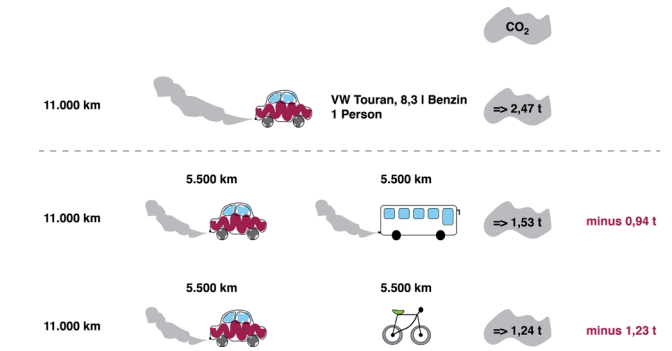 CO₂
11.000 km
VW Touran, 8,3 l Benzin
1 Person
=> 2,47 t
5.500 km
5.500 km
11.000 km
=> 1,53 t
minus 0,94 t
5.500 km
5.500 km
11.000 km
=> 1,24 t
minus 1,23 t